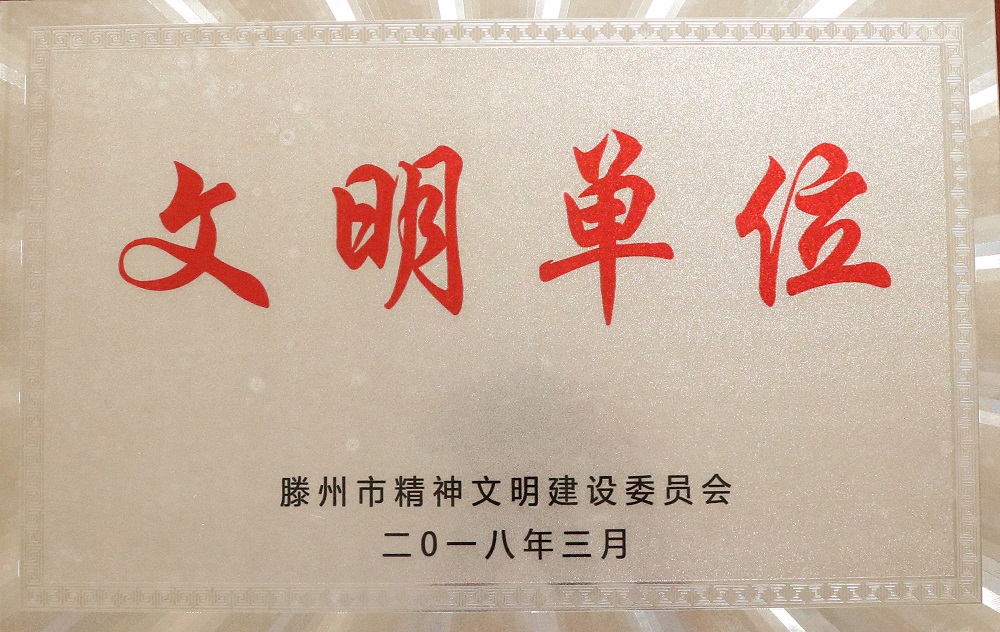 文明单位
滕州市精神文明建设委员会
二0一八年三月